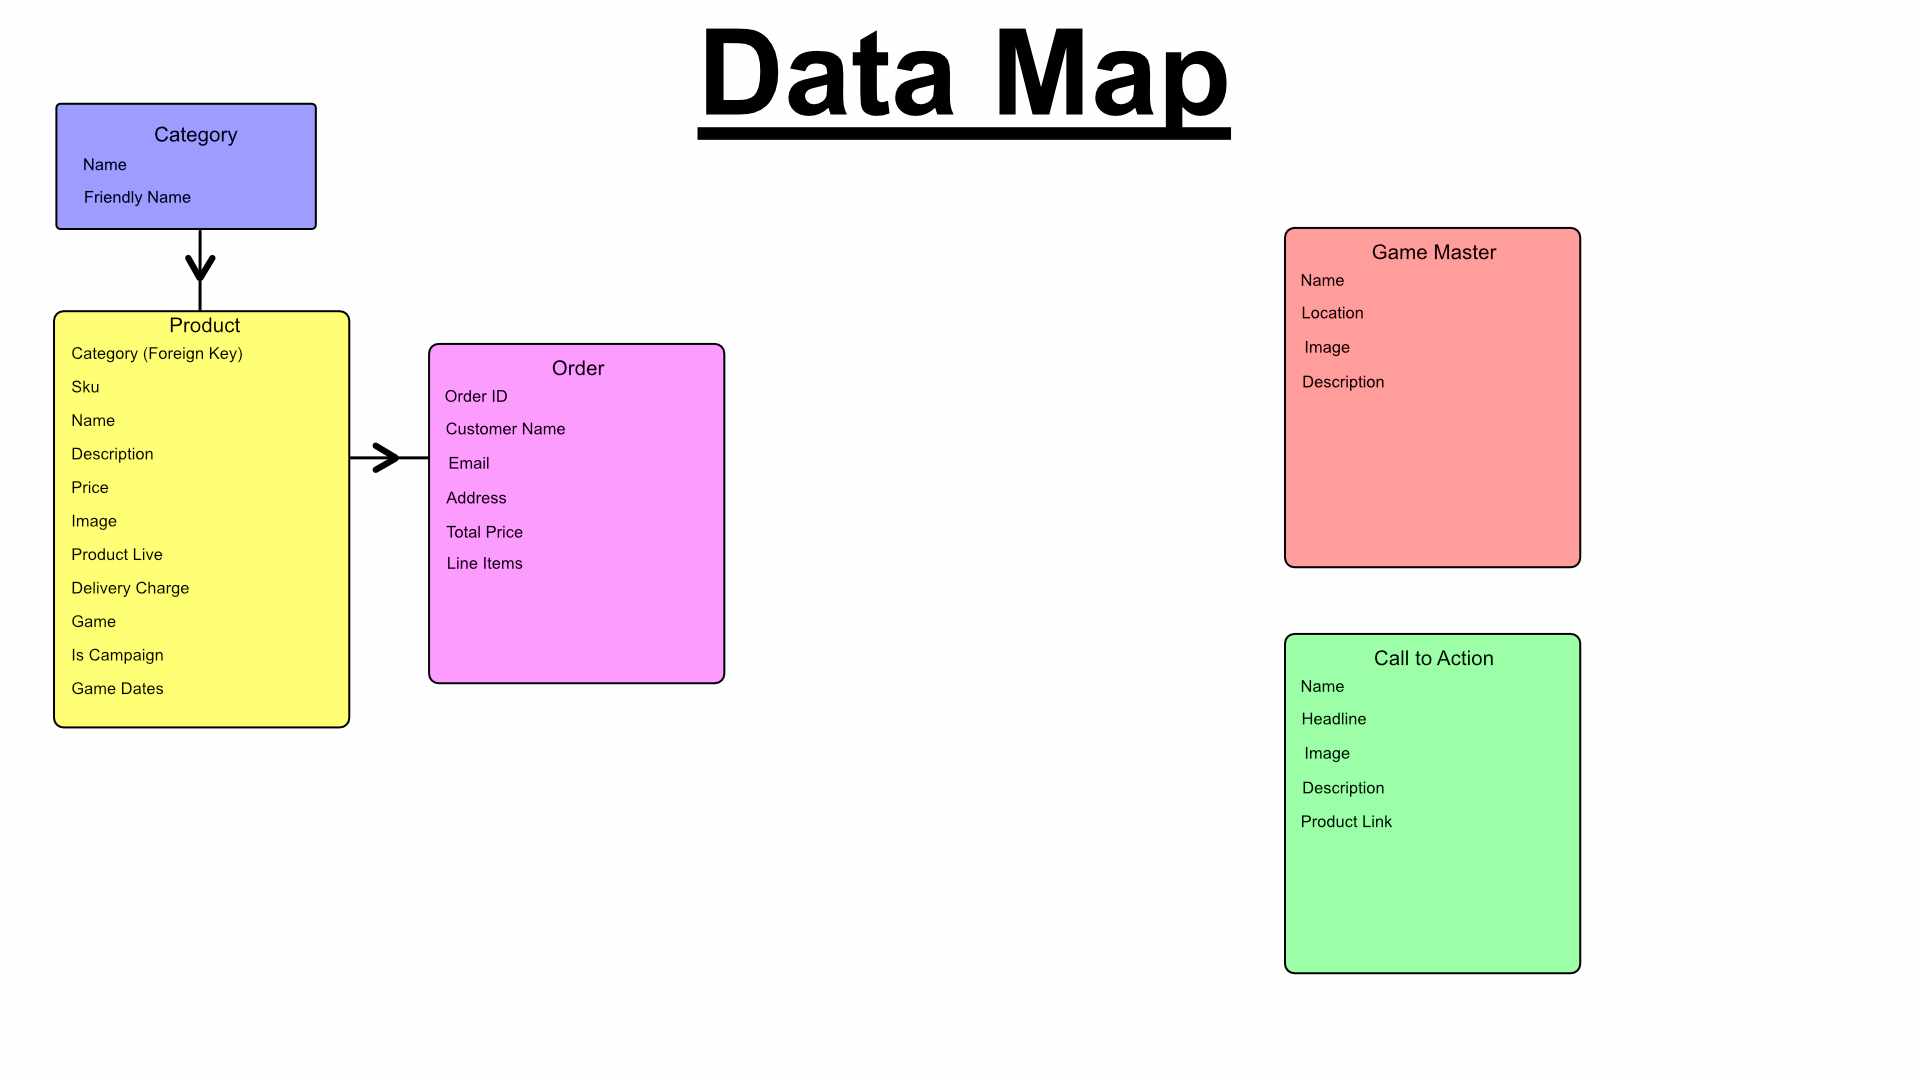 Data Map
Category
Name
Friendly Name
Product
Category (Foreign Key)
Sku
Name
Description
Price
Image
Product Live
Delivery Charge
Game
Is Campaign
Game Dates
Order
Order ID
Customer Name
Email
Address
Total Price
Line Items
Game Master
Name
Location
Image
Description
Call to Action
Name
Headline
Image
Description
Product Link